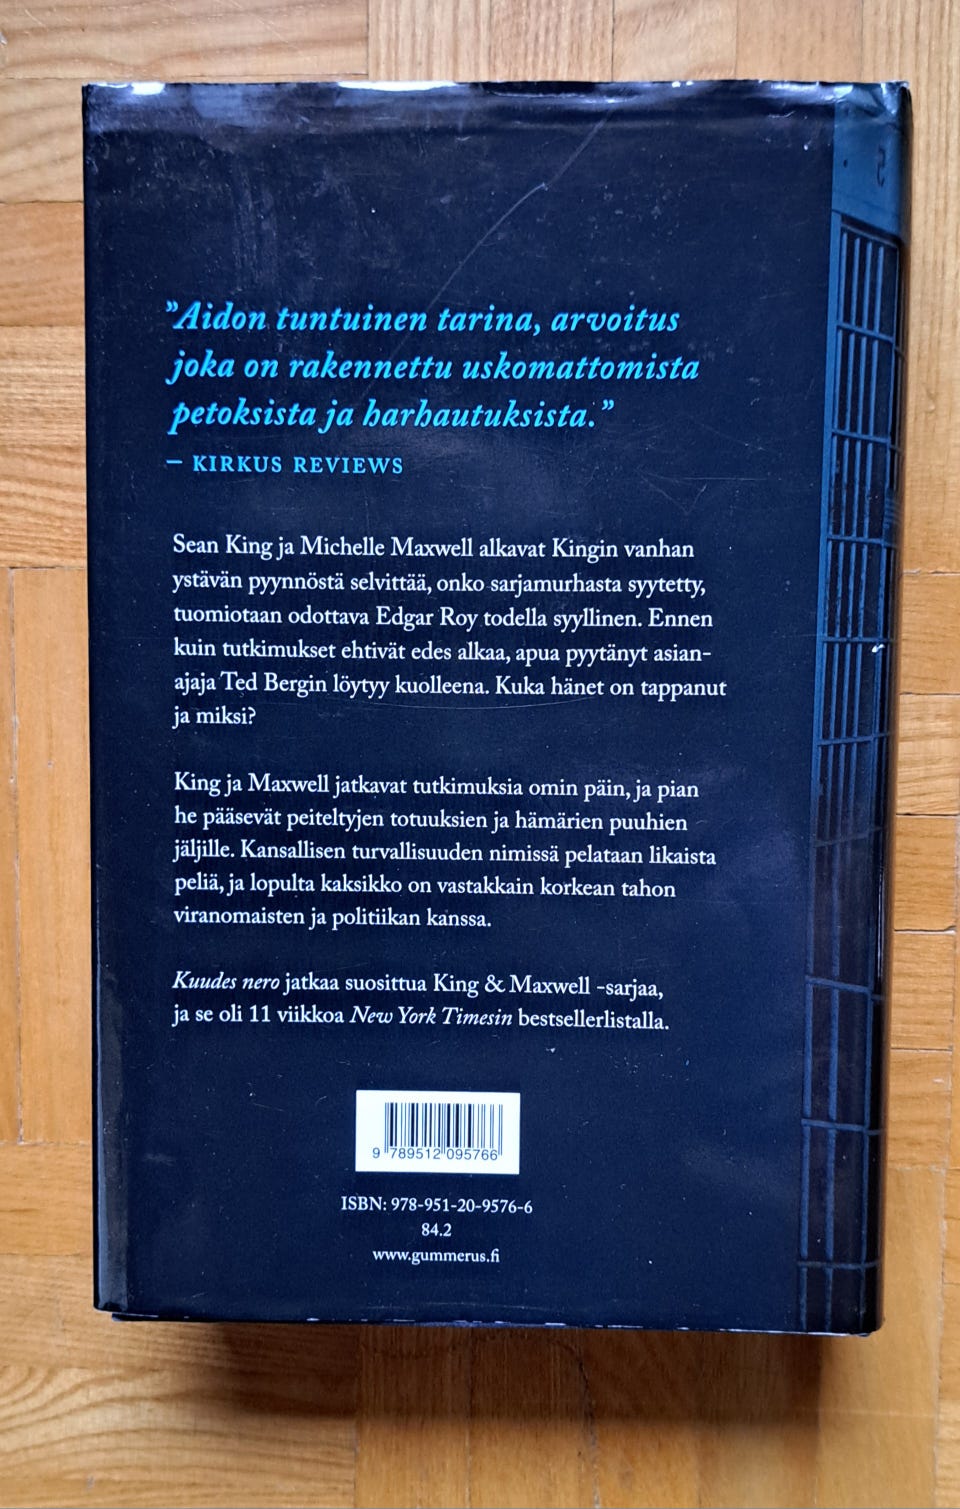 ”Aidon tuntuinen tarina, arvoitus
joka on rakennettu uskomattomista
petoksista ja harhautuksista.”
– KIRKUS REVIEWS
Sean King ja Michelle Maxwell alkavat Kingin vanhan
ystävän pyynnöstä selvittää, onko sarjamurhasta syytetty,
tuomiotaan odottava Edgar Roy todella syyllinen. Ennen
kuin tutkimukset ehtivät edes alkaa, apua pyytänyt asian-
ajaja Ted Bergin löytyy kuolleena. Kuka hänet on tappanut
ja miksi?
King ja Maxwell jatkavat tutkimuksia omin päin, ja pian
he pääsevät peiteltyjen totuuksien ja hämärien puuhien
jäljille. Kansallisen turvallisuuden nimissä pelataan likaista
peliä, ja lopulta kaksikko on vastakkain korkean tahon
viranomaisten ja politiikan kanssa.
Kuudes nero jatkaa suosittua King & Maxwell -sarjaa,
ja se oli 11 viikkoa New York Timesin bestsellerlistalla.
9 789512 095766
ISBN: 978-951-20-9576-6
84.2
www.gummerus.fi